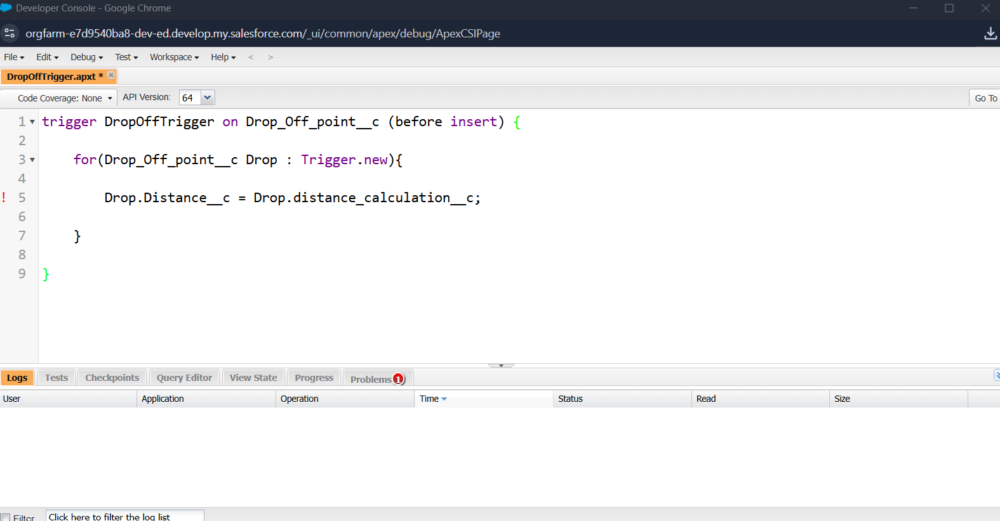 Developer Console - Google Chrome
orgfarm-e7d9540ba8-dev-ed.develop.my.salesforce.com/_ui/common/apex/debug/ApexCSIPage
File Edit Debug Test Workspace Help < >
DropOffTrigger.apxt *
Code Coverage: None API Version: 64 Go To
1 trigger DropOffTrigger on Drop_Off_point__c (before insert) {
2
3 for(Drop_Off_point__c Drop : Trigger.new){
4
! 5 Drop.Distance__c = Drop.distance_calculation__c;
6
7 }
8
9 }
Logs Tests Checkpoints Query Editor View State Progress Problems 1
User Application Operation Time Status Read Size
Filter Click here to filter the log list